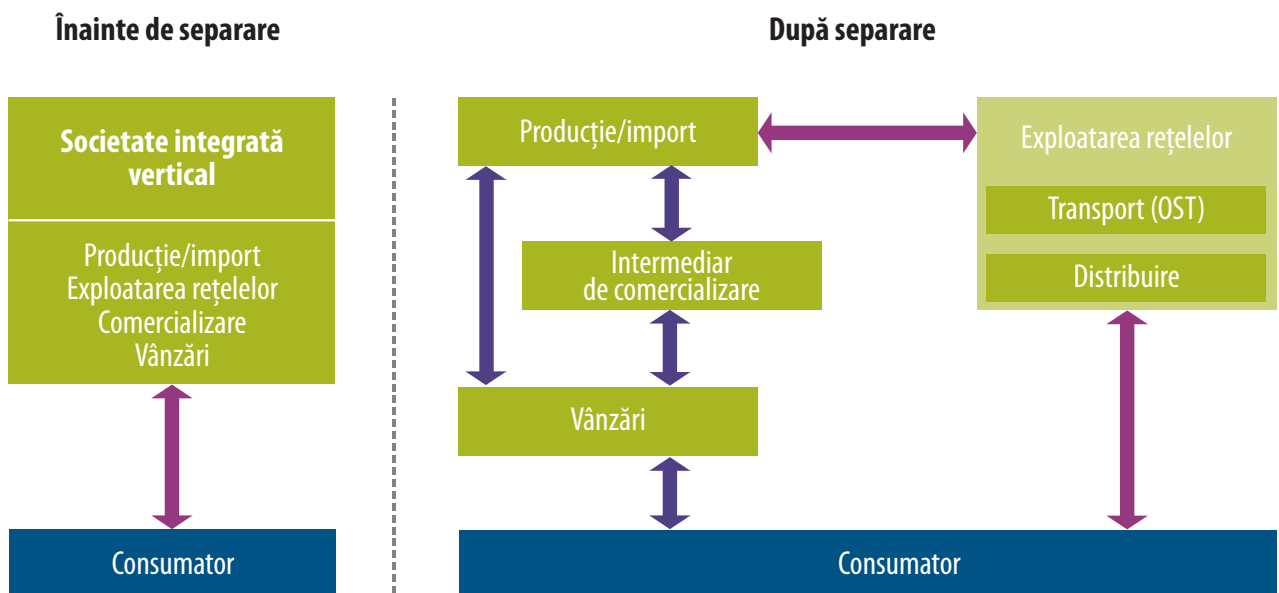 Înainte de separare
După separare
Societate integrată
vertical
Producție/import
Exploatarea rețelelor
Comercializare
Vânzări
Consumator
Producție/import
Intermediar
de comercializare
Vânzări
Exploatarea rețelelor
Transport (OST)
Distribuire
Consumator